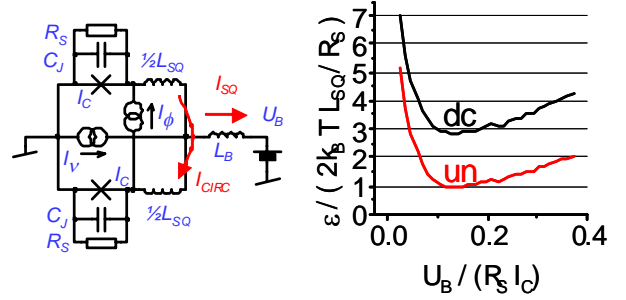 R_S
C_J
½L_SQ
I_C
I_SQ
I_ϕ
U_B
I_V
L_B
I_C
I_CIRC
C_J
½L_SQ
R_S
7
6
5
4
3
2
1
0
ε / ( 2k_B T L_SQ / R_S )
dc
un
0.0
0.2
0.4
U_B / (R_S I_C)